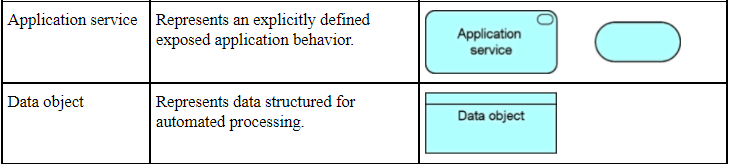 Application service
Represents an explicitly defined
exposed application behavior.
Application
service
Data object
Represents data structured for
automated processing.
Data object